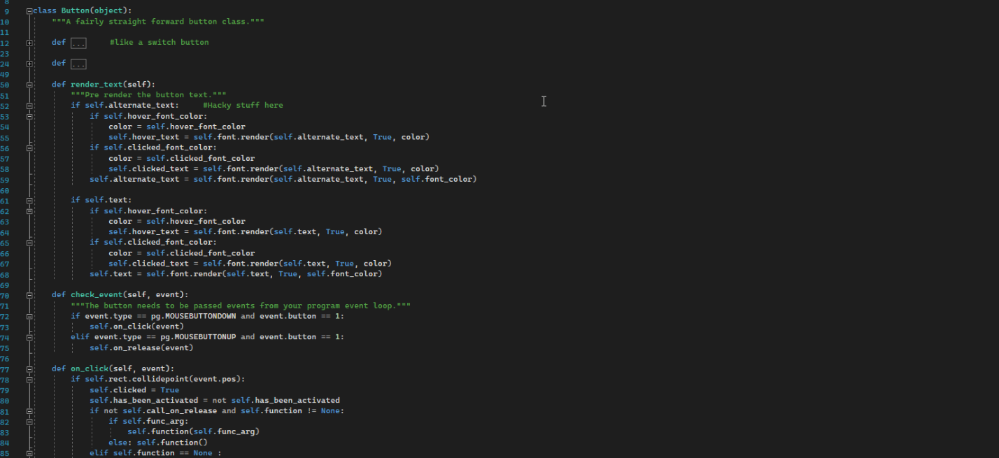 8
9 class Button(object):
10 """A fairly straight forward button class."""
11
12 def ... #like a switch button
23
24 def ...
49
50 def render_text(self):
51 """Pre render the button text."""
52 if self.alternate_text: #Hacky stuff here
53 if self.hover_font_color:
54 color = self.hover_font_color
55 self.hover_text = self.font.render(self.alternate_text, True, color)
56 if self.clicked_font_color:
57 color = self.clicked_font_color
58 self.clicked_text = self.font.render(self.alternate_text, True, color)
59 self.alternate_text = self.font.render(self.alternate_text, True, self.font_color)
60
61 if self.text:
62 if self.hover_font_color:
63 color = self.hover_font_color
64 self.hover_text = self.font.render(self.text, True, color)
65 if self.clicked_font_color:
66 color = self.clicked_font_color
67 self.clicked_text = self.font.render(self.text, True, color)
68 self.text = self.font.render(self.text, True, self.font_color)
69
70 def check_event(self, event):
71 """The button needs to be passed events from your program event loop."""
72 if event.type == pg.MOUSEBUTTONDOWN and event.button == 1:
73 self.on_click(event)
74 elif event.type == pg.MOUSEBUTTONUP and event.button == 1:
75 self.on_release(event)
76
77 def on_click(self, event):
78 if self.rect.collidepoint(event.pos):
79 self.clicked = True
80 self.has_been_activated = not self.has_been_activated
81 if not self.call_on_release and self.function != None:
82 if self.func_arg:
83 self.function(self.func_arg)
84 else: self.function()
85 elif self.function == None :